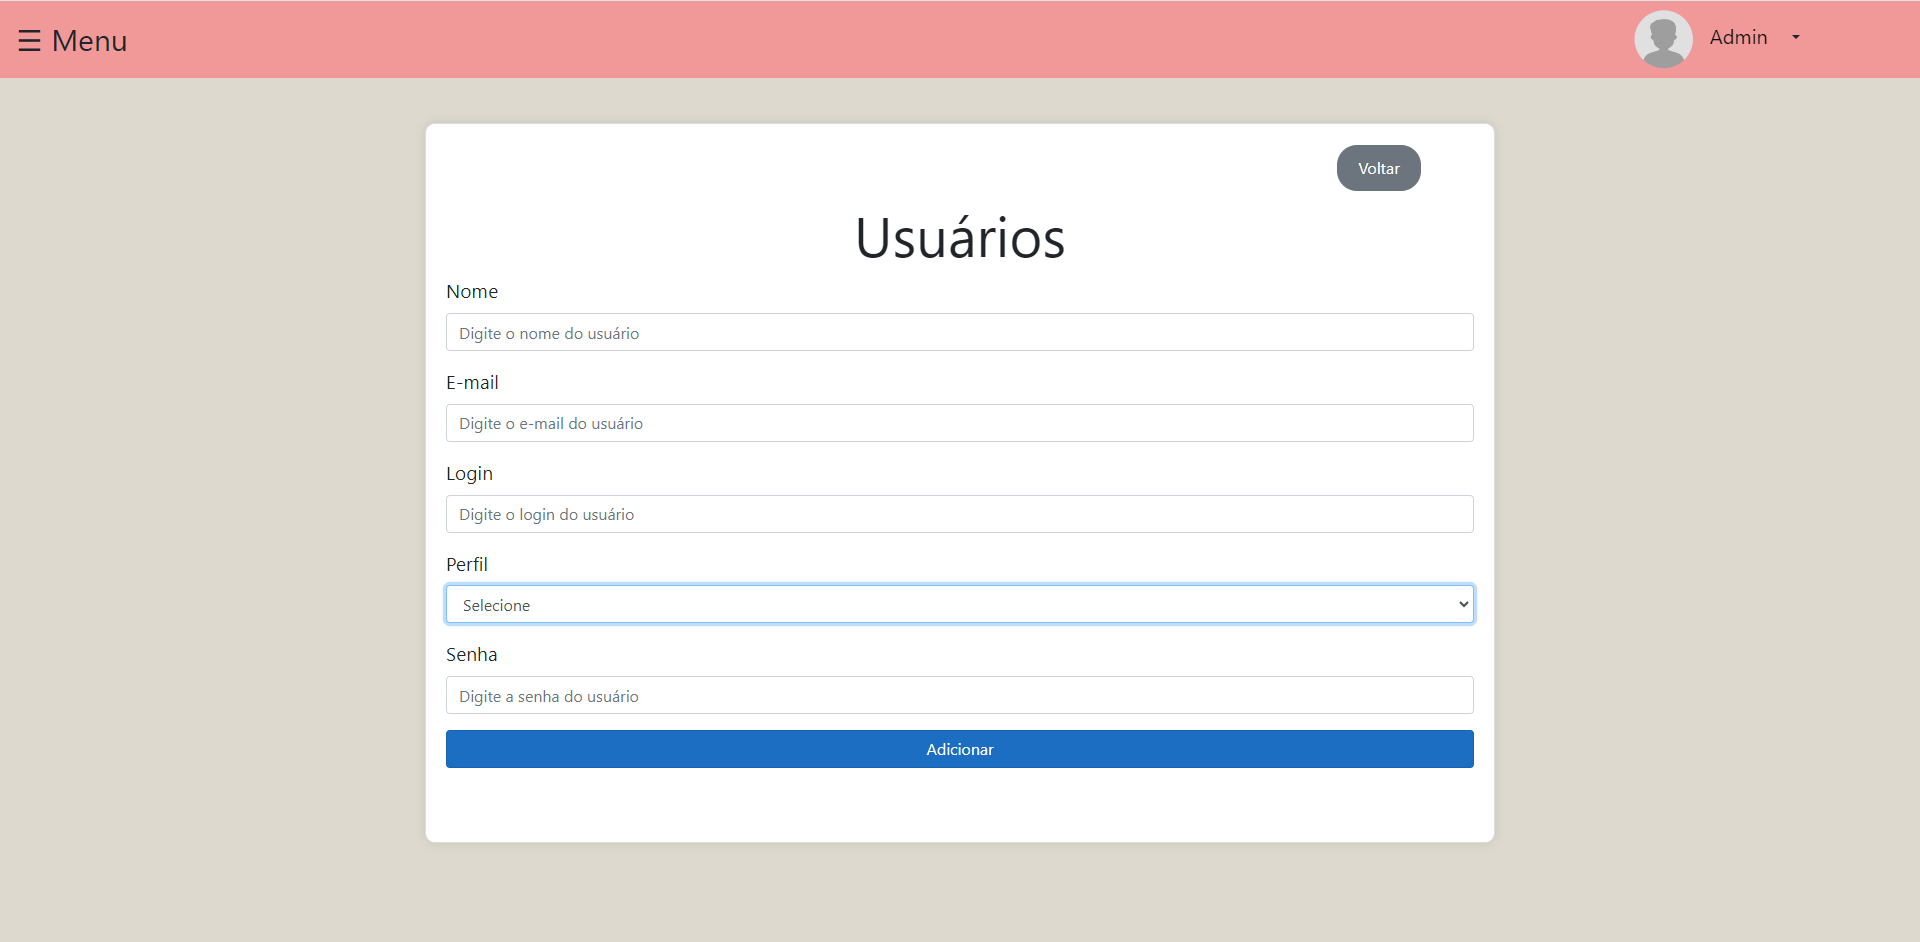 ☰ Menu
Admin
Voltar
Usuários
Nome
Digite o nome do usuário
E-mail
Digite o e-mail do usuário
Login
Digite o login do usuário
Perfil
Selecione
Senha
Digite a senha do usuário
Adicionar